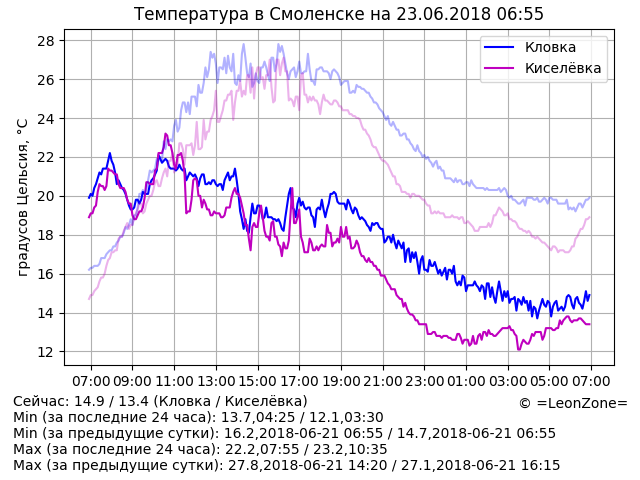 Температура в Смоленске на 23.06.2018 06:55
Кловка
Киселёвка
градусов Цельсия, °C
28
26
24
22
20
18
16
14
12
07:00 09:00 11:00 13:00 15:00 17:00 19:00 21:00 23:00 01:00 03:00 05:00 07:00
Сейчас: 14.9 / 13.4 (Кловка / Киселёвка)
© =LeonZone=
Min (за последние 24 часа): 13.7,04:25 / 12.1,03:30
Min (за предыдущие сутки): 16.2,2018-06-21 06:55 / 14.7,2018-06-21 06:55
Max (за последние 24 часа): 22.2,07:55 / 23.2,10:35
Max (за предыдущие сутки): 27.8,2018-06-21 14:20 / 27.1,2018-06-21 16:15